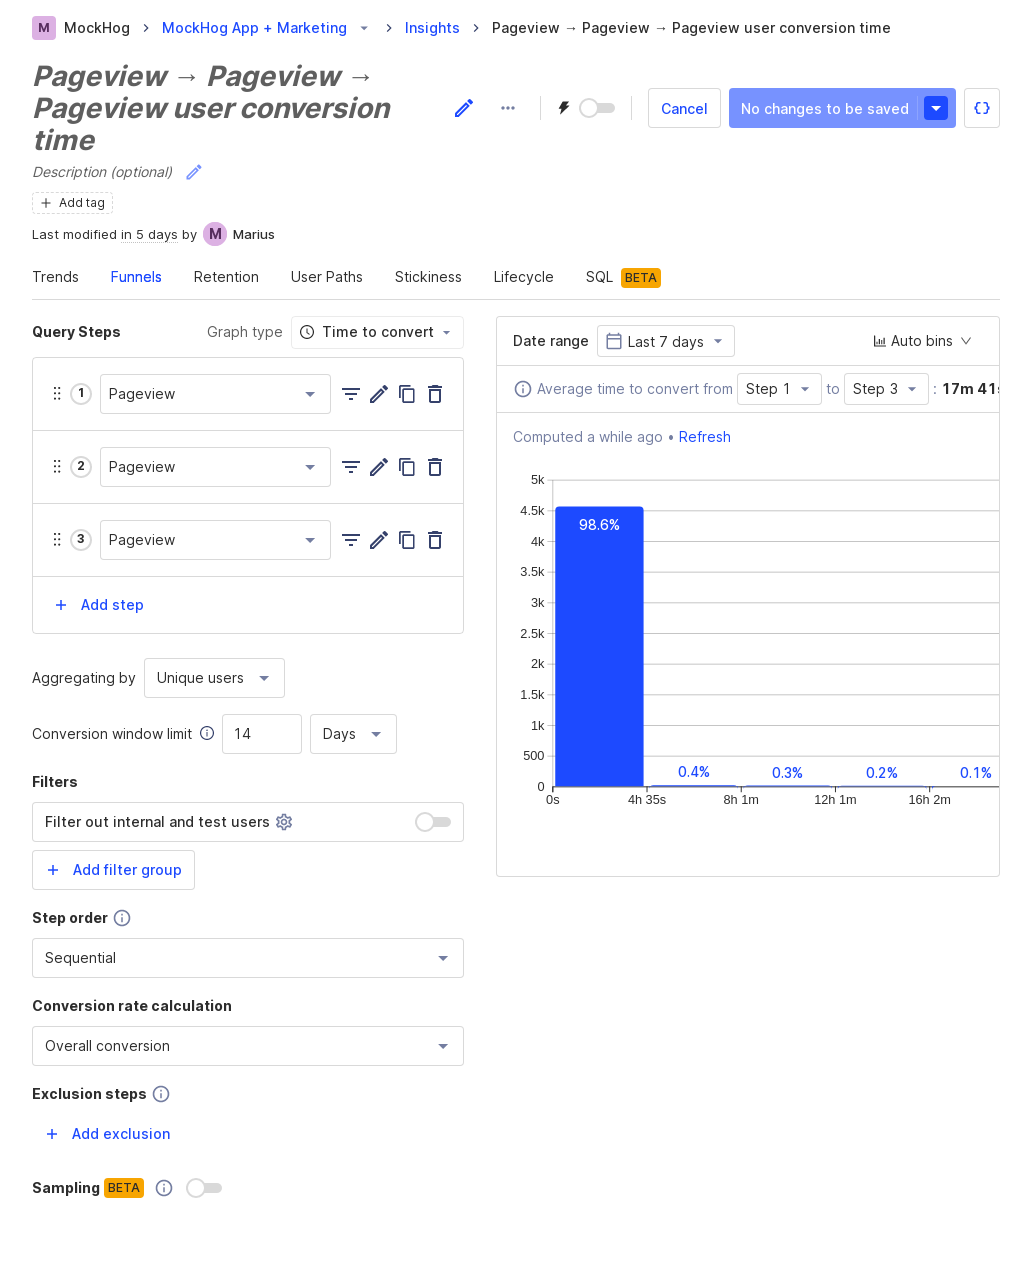 M MockHog MockHog App + Marketing Insights Pageview → Pageview → Pageview user conversion time
Pageview → Pageview →
Pageview user conversion
time
Cancel No changes to be saved
Description (optional)
Add tag
Last modified in 5 days by M Marius
Trends Funnels Retention User Paths Stickiness Lifecycle SQL BETA
Query Steps Graph type Time to convert
1 Pageview
2 Pageview
3 Pageview
Add step
Aggregating by Unique users
Conversion window limit 14 Days
Filters
Filter out internal and test users
Add filter group
Step order
Sequential
Conversion rate calculation
Overall conversion
Exclusion steps
Add exclusion
Sampling BETA
Date range Last 7 days Auto bins
Average time to convert from Step 1 to Step 3 : 17m 41s
Computed a while ago • Refresh
5k
4.5k
4k
3.5k
3k
2.5k
2k
1.5k
1k
500
0
98.6%
0.4% 0.3% 0.2% 0.1%
0s 4h 35s 8h 1m 12h 1m 16h 2m